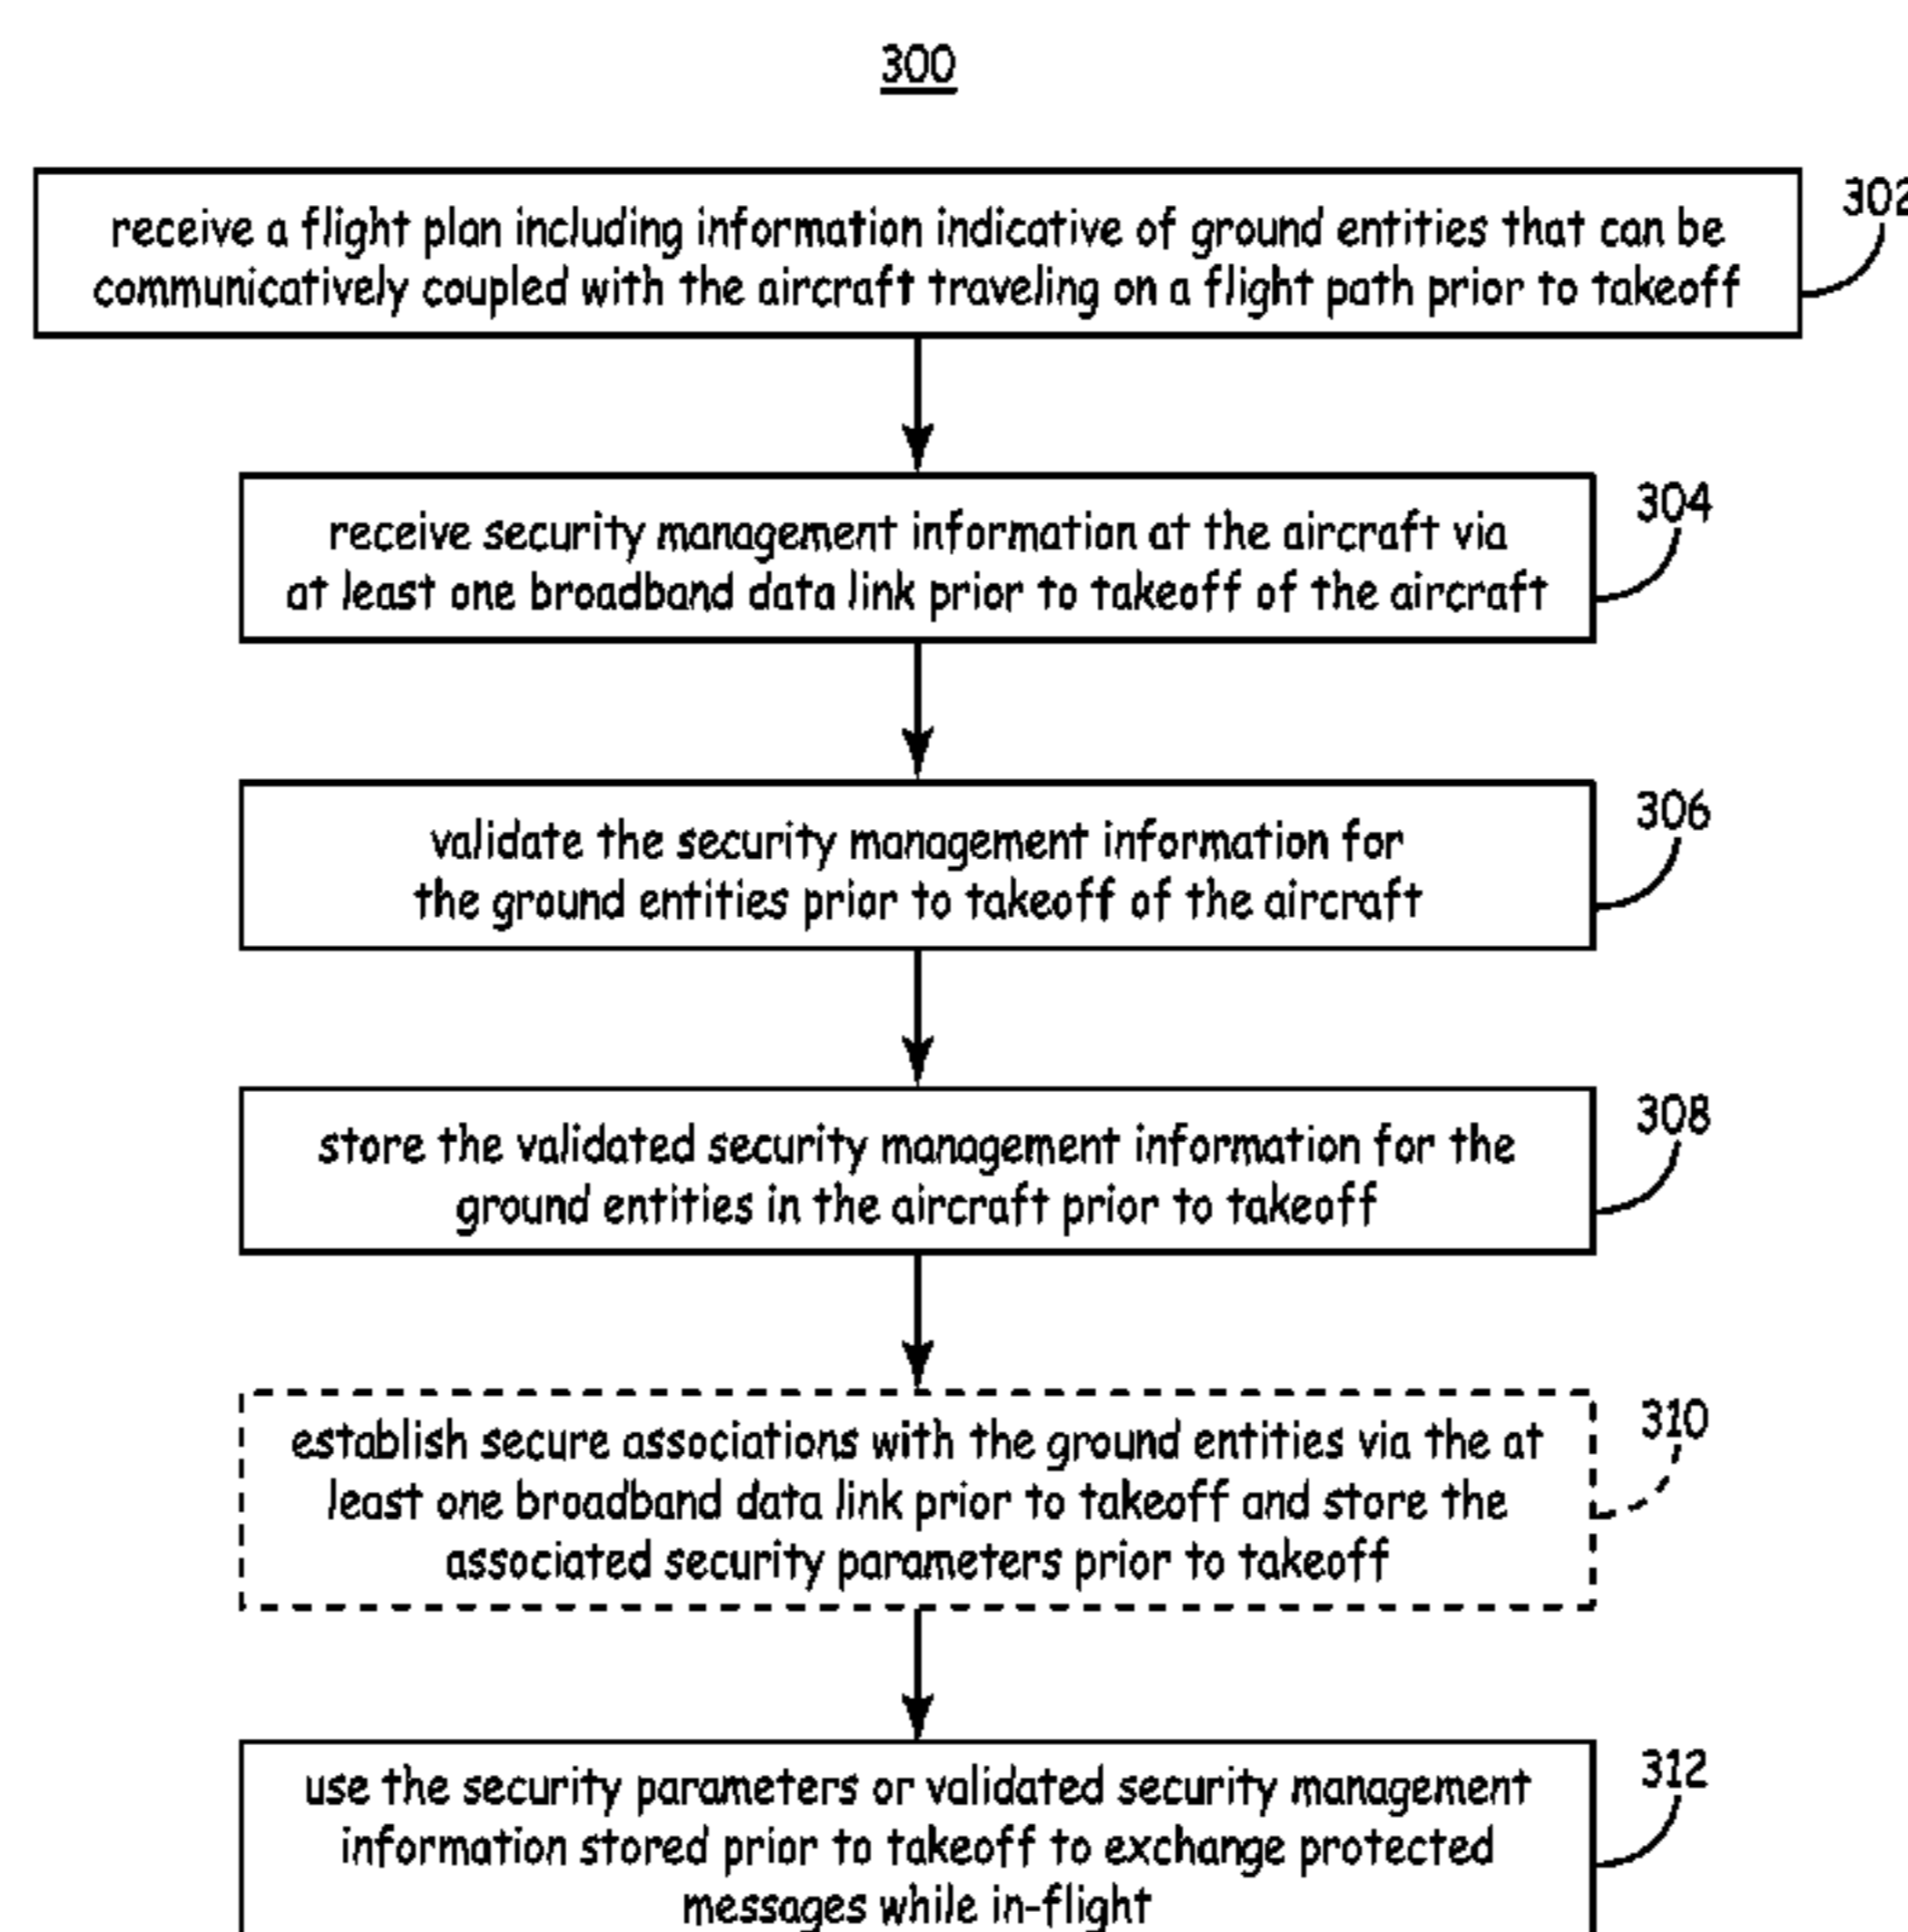 300
302
receive a flight plan including information indicative of ground entities that can be
communicatively coupled with the aircraft traveling on a flight path prior to takeoff
304
receive security management information at the aircraft via
at least one broadband data link prior to takeoff of the aircraft
306
validate the security management information for
the ground entities prior to takeoff of the aircraft
308
store the validated security management information for the
ground entities in the aircraft prior to takeoff
310
establish secure associations with the ground entities via the at
least one broadband data link prior to takeoff and store the
associated security parameters prior to takeoff
312
use the security parameters or validated security management
information stored prior to takeoff to exchange protected
messages while in-flight